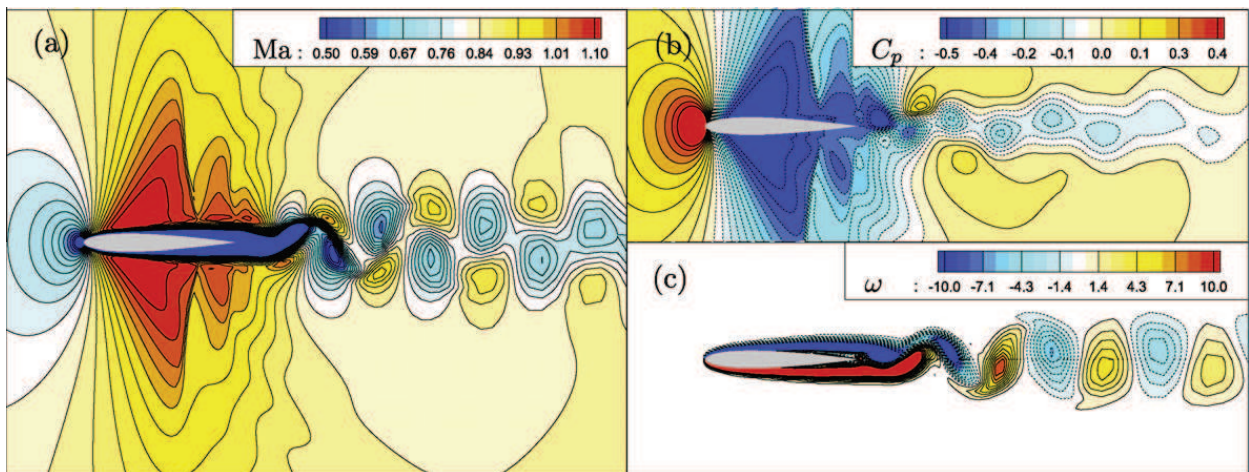 (a)
Ma : 0.50 0.59 0.67 0.76 0.84 0.93 1.01 1.10
(b)
C_p : -0.5 -0.4 -0.2 -0.1 0.0 0.1 0.3 0.4
(c)
ω : -10.0 -7.1 -4.3 -1.4 1.4 4.3 7.1 10.0